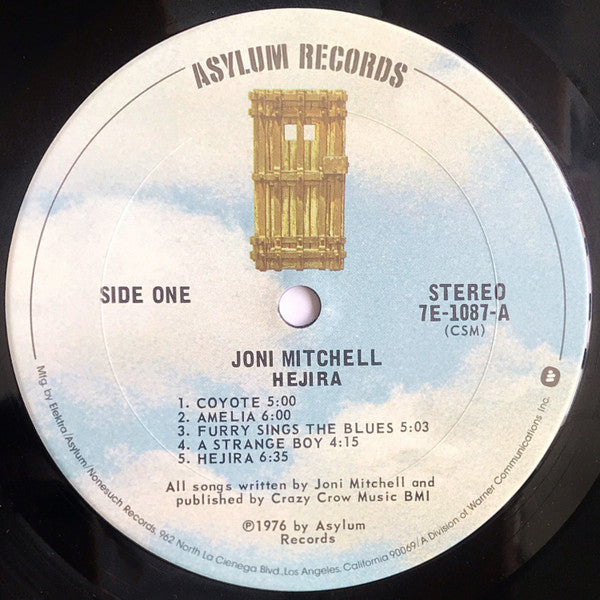 ASYLUM RECORDS
SIDE ONE
STEREO
7E-1087-A
(CSM)
JONI MITCHELL
HEJIRA
1. COYOTE 5:00
2. AMELIA 6:00
3. FURRY SINGS THE BLUES 5:03
4. A STRANGE BOY 4:15
5. HEJIRA 6:35
All songs written by Joni Mitchell and
published by Crazy Crow Music BMI
℗1976 by Asylum
Records
Mfg. by Elektra/Asylum/Nonesuch Records, 962 North La Cienega Blvd., Los Angeles, California 90069/A Division of Warner Communications Inc.